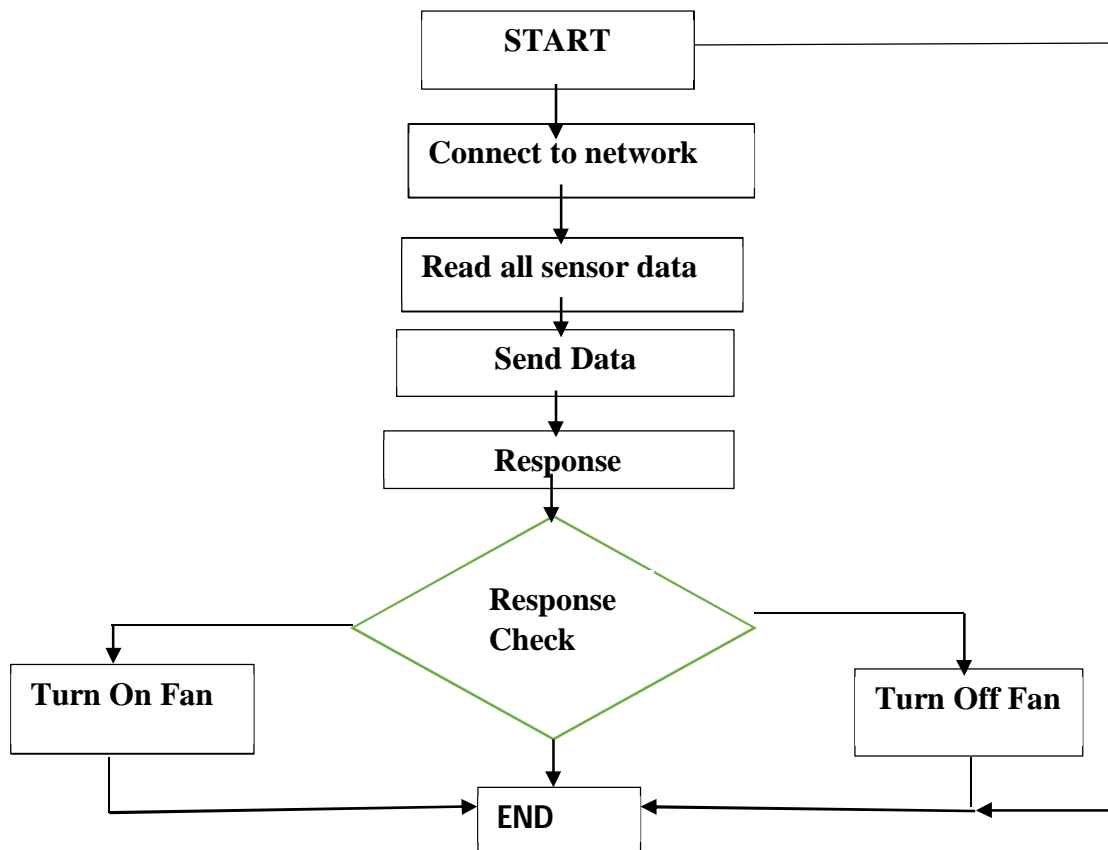 START
Connect to network
Read all sensor data
Send Data
Response
Response
Check
Turn On Fan
Turn Off Fan
END